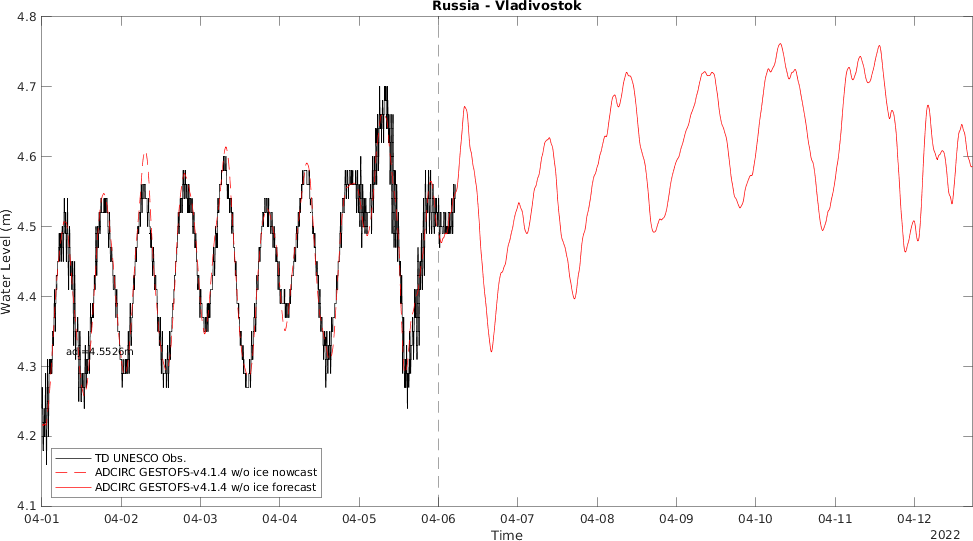 Russia - Vladivostok
4.8
4.7
4.6
4.5
4.4
4.3
4.2
4.1
Water Level (m)
adj=4.5526m
TD UNESCO Obs.
ADCIRC GESTOFS-v4.1.4 w/o ice nowcast
ADCIRC GESTOFS-v4.1.4 w/o ice forecast
04-01 04-02 04-03 04-04 04-05 04-06 04-07 04-08 04-09 04-10 04-11 04-12
Time
2022